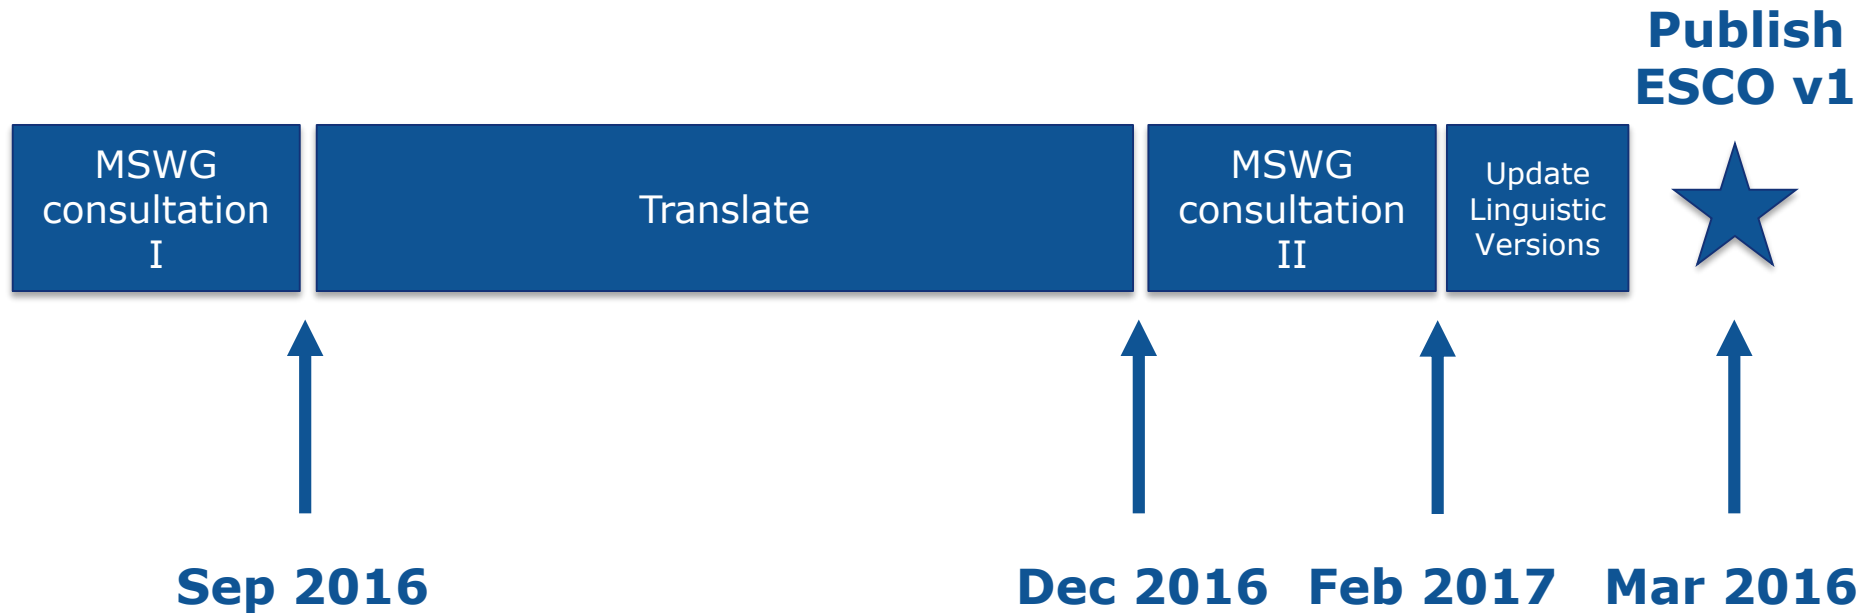 Publish
ESCO v1
MSWG
consultation
I
Translate
MSWG
consultation
II
Update
Linguistic
Versions
Sep 2016
Dec 2016
Feb 2017
Mar 2016